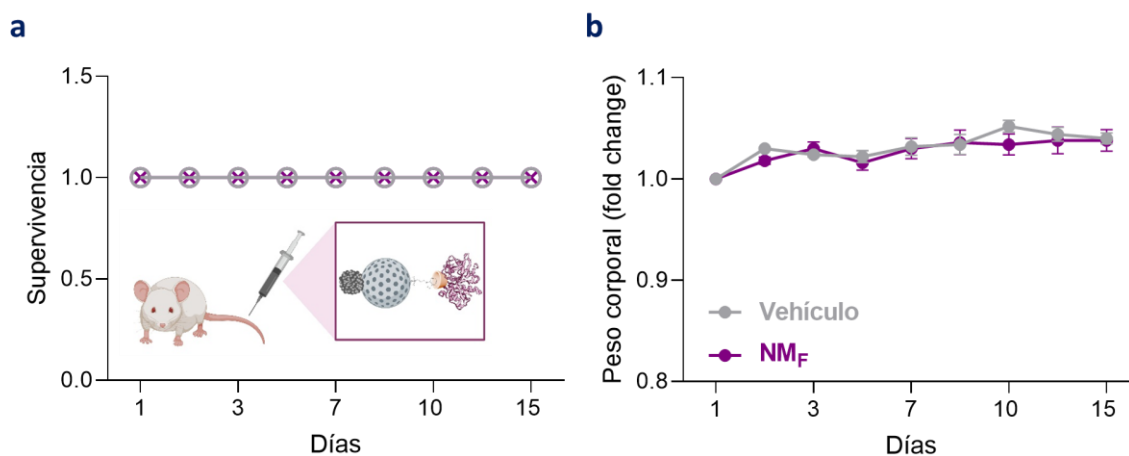 a
1.5
1.0
0.5
0.0
Supervivencia
1
3
7
10
15
Días
b
1.1
1.0
0.9
0.8
Peso corporal (fold change)
Vehículo
NMF
1
3
7
10
15
Días